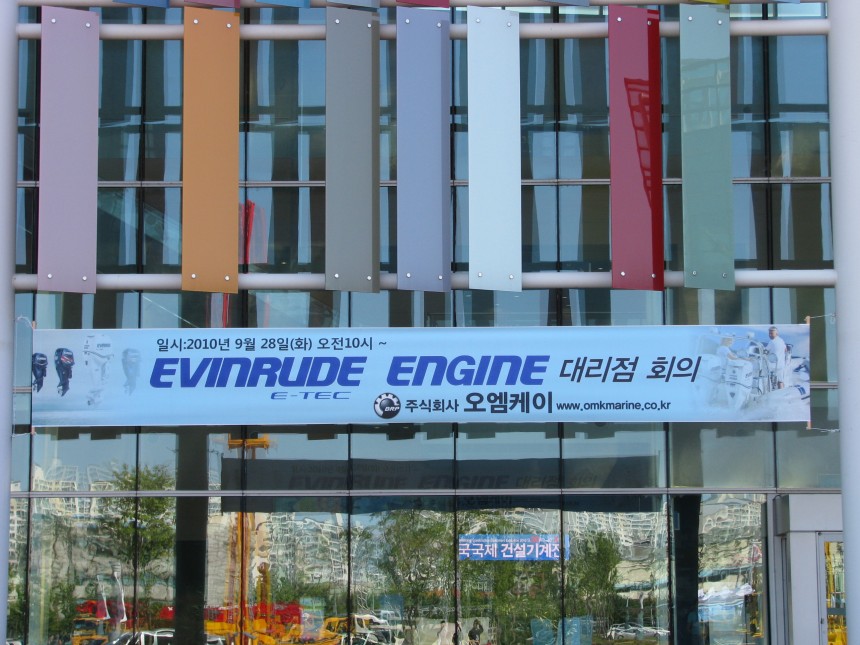 일시:2010년 9월 28일(화) 오전10시 ~
EVINRUDE ENGINE 대리점 회의
E-TEC
BRP 주식회사 오엠케이 www.omkmarine.co.kr
국국제 건설기계전